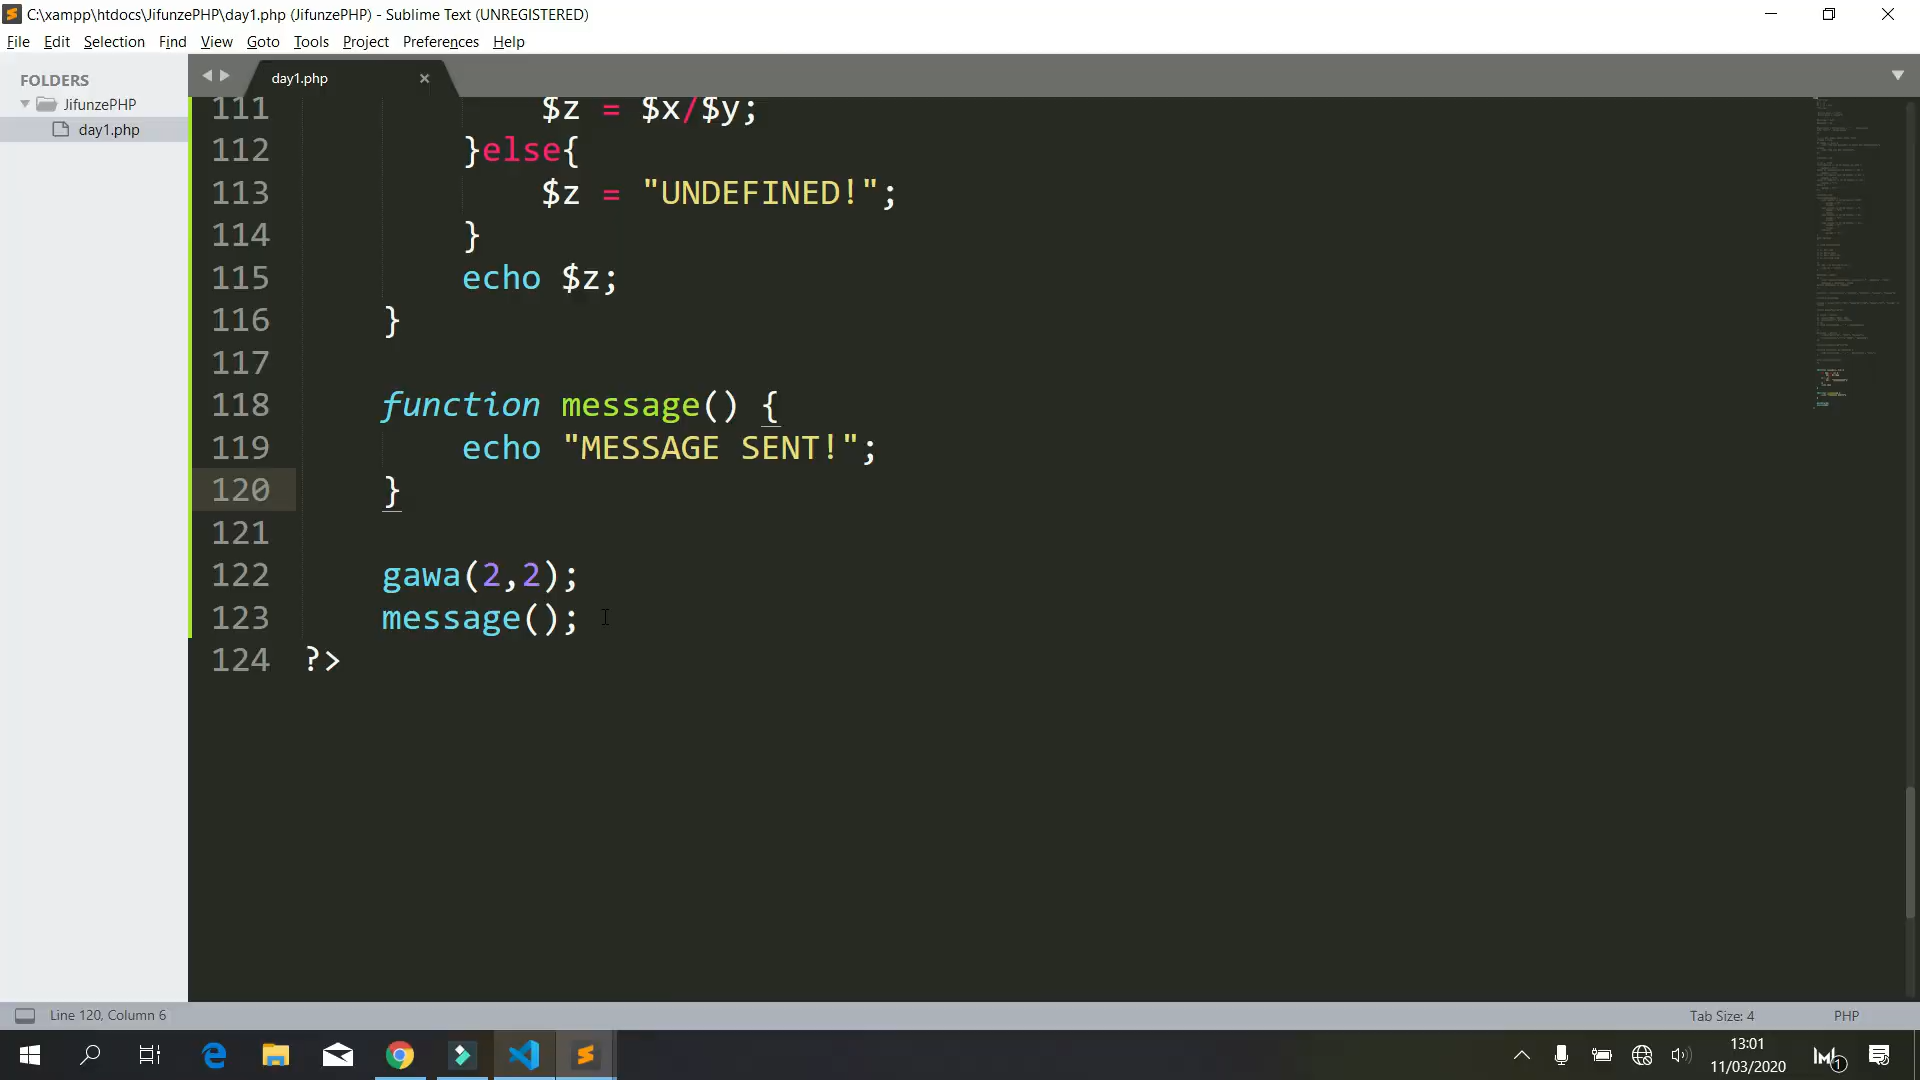 C:\xampp\htdocs\JifunzePHP\day1.php (JifunzePHP) - Sublime Text (UNREGISTERED)
File Edit Selection Find View Goto Tools Project Preferences Help
FOLDERS
JifunzePHP
day1.php
day1.php
111 $z = $x/$y;
112 }else{
113 $z = "UNDEFINED!";
114 }
115 echo $z;
116 }
117
118 function message() {
119 echo "MESSAGE SENT!";
120 }
121
122 gawa(2,2);
123 message();
124 ?>
Line 120, Column 6
Tab Size: 4
PHP
13:01
11/03/2020
1